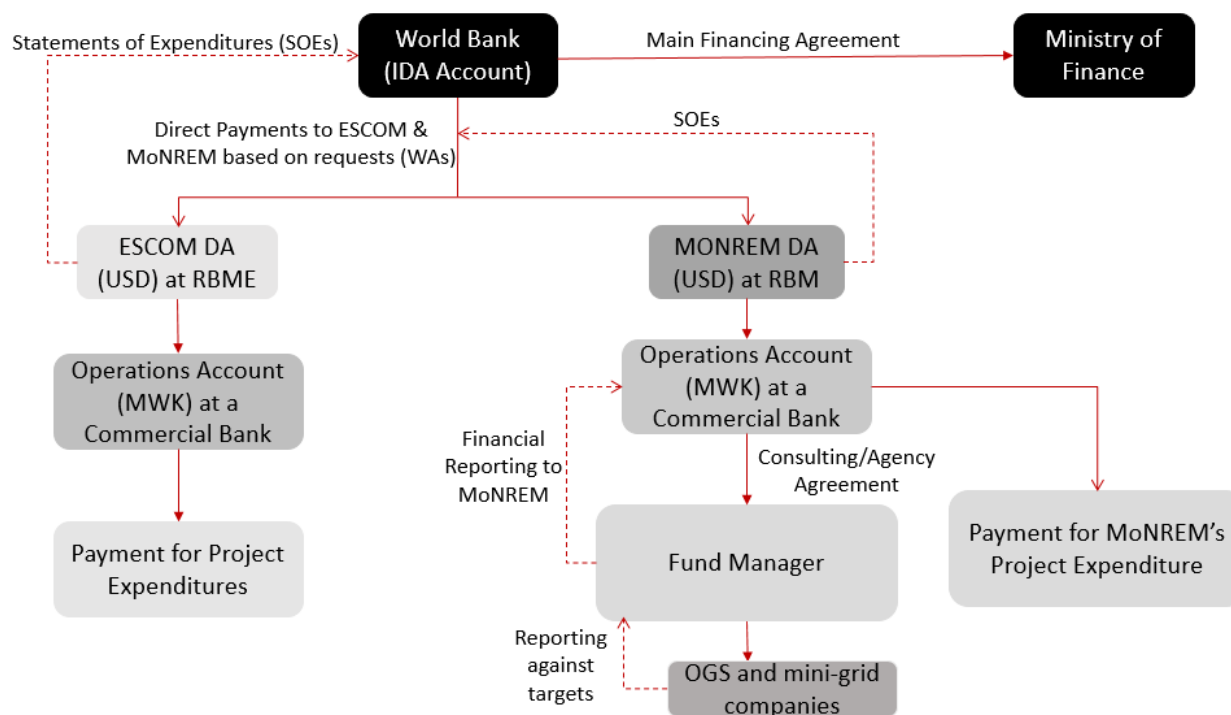 Statements of Expenditures (SOEs)
World Bank
(IDA Account)
Main Financing Agreement
Ministry of
Finance
Direct Payments to ESCOM &
MoNREM based on requests (WAs)
SOEs
ESCOM DA
(USD) at RBME
MONREM DA
(USD) at RBM
Operations Account
(MWK) at a
Commercial Bank
Operations Account
(MWK) at a
Commercial Bank
Financial
Reporting to
MoNREM
Consulting/Agency
Agreement
Payment for Project
Expenditures
Fund Manager
Payment for MoNREM’s
Project Expenditure
Reporting
against
targets
OGS and mini-grid
companies